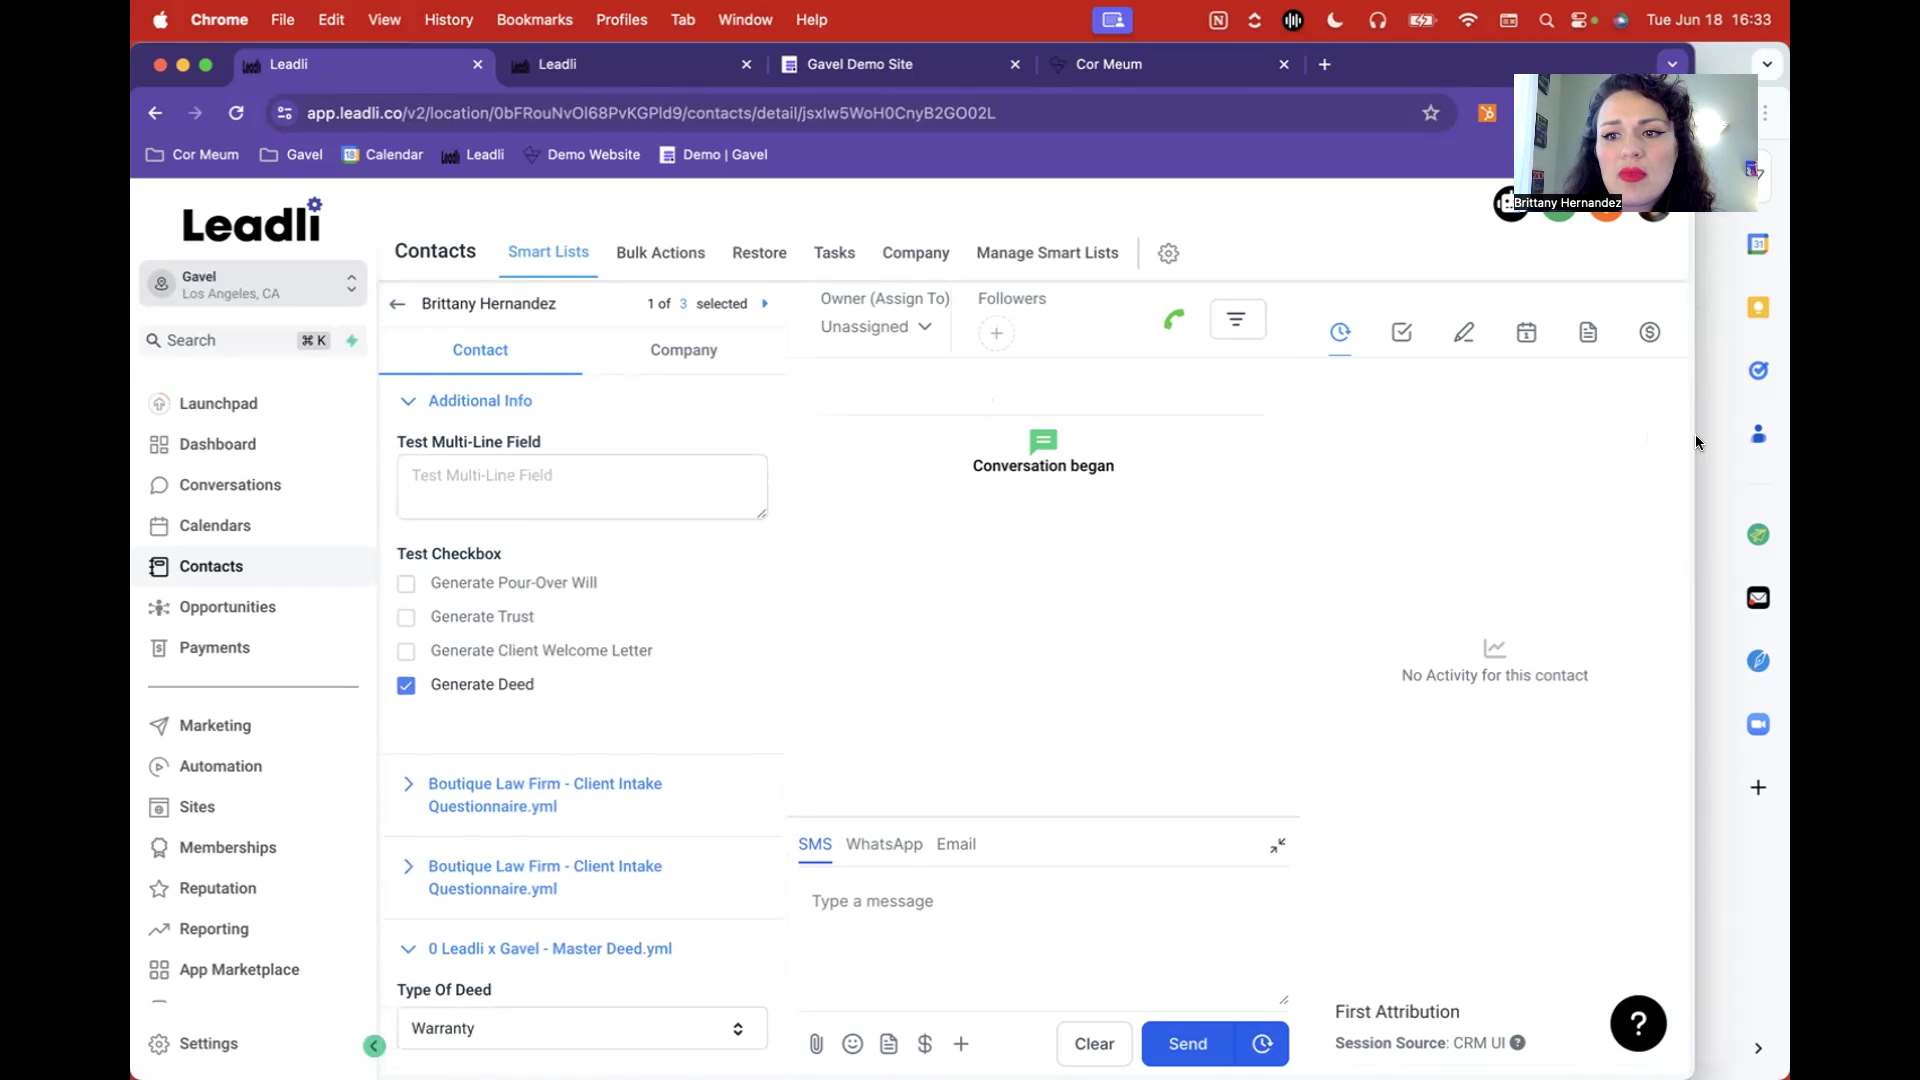 Chrome File Edit View History Bookmarks Profiles Tab Window Help Tue Jun 18 16:33
Leadli Leadli Gavel Demo Site Cor Meum
app.leadli.co/v2/location/0bFRouNvOl68PvKGPld9/contacts/detail/jsxIw5WoH0CnyB2GO02L
Cor Meum Gavel Calendar Leadli Demo Website Demo | Gavel
Brittany Hernandez
Leadli
Gavel
Los Angeles, CA
Search ⌘ K
Launchpad
Dashboard
Conversations
Calendars
Contacts
Opportunities
Payments
Marketing
Automation
Sites
Memberships
Reputation
Reporting
App Marketplace
Settings
Contacts Smart Lists Bulk Actions Restore Tasks Company Manage Smart Lists
Brittany Hernandez 1 of 3 selected
Contact Company
Additional Info
Test Multi-Line Field
Test Multi-Line Field
Test Checkbox
Generate Pour-Over Will
Generate Trust
Generate Client Welcome Letter
Generate Deed
Boutique Law Firm - Client Intake
Questionnaire.yml
Boutique Law Firm - Client Intake
Questionnaire.yml
0 Leadli x Gavel - Master Deed.yml
Type Of Deed
Warranty
Owner (Assign To) Followers
Unassigned
Conversation began
SMS WhatsApp Email
Type a message
Clear Send
No Activity for this contact
First Attribution
Session Source: CRM UI ?
?
31